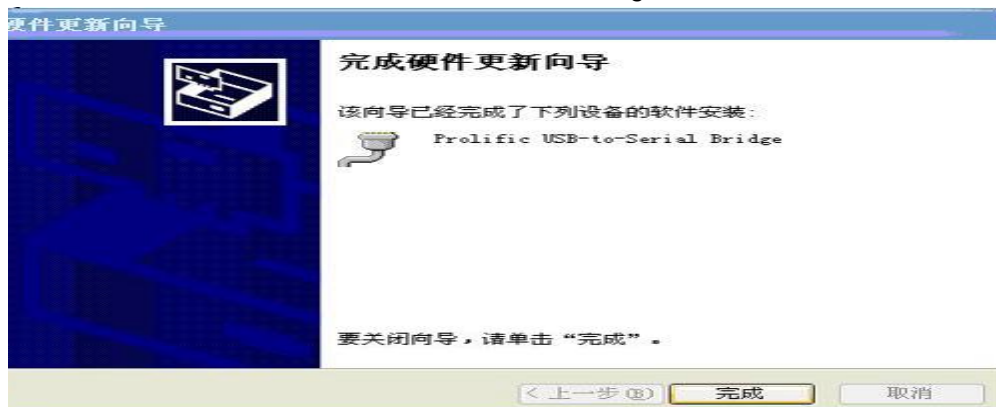 硬件更新向导
完成硬件更新向导
该向导已经完成了下列设备的软件安装:
Prolific USB-to-Serial Bridge
要关闭向导，请单击“完成”。
< 上一步(B)
完成
取消